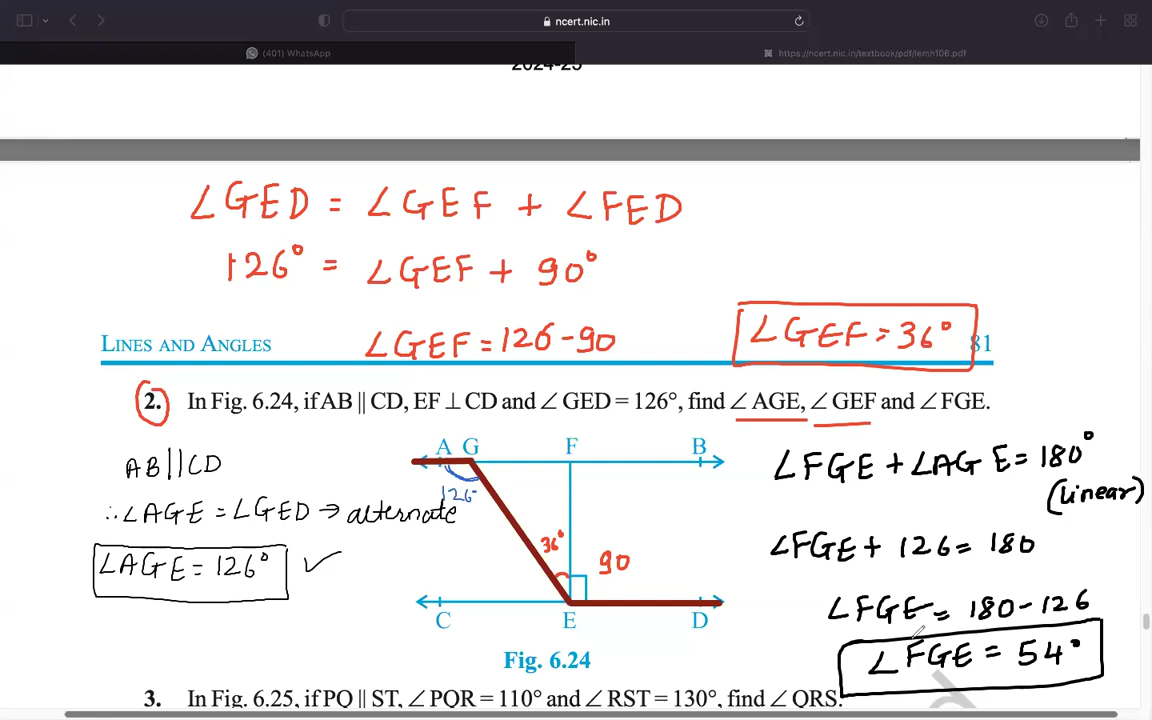 ncert.nic.in
(401) WhatsApp
https://ncert.nic.in/textbook/pdf/iemh106.pdf
2024-25
∠GED = ∠GEF + ∠FED
126° = ∠GEF + 90°
∠GEF = 126 - 90
∠GEF = 36°
LINES AND ANGLES
81
2. In Fig. 6.24, if AB || CD, EF ⊥ CD and ∠ GED = 126°, find ∠ AGE, ∠ GEF and ∠ FGE.
AB || CD
∴ ∠AGE = ∠GED → alternate
∠AGE = 126° ✓
A G F B
126°
36°
90
C E D
Fig. 6.24
∠FGE + ∠AGE = 180°
(linear)
∠FGE + 126 = 180
∠FGE = 180 - 126
∠FGE = 54°
3. In Fig. 6.25, if PQ || ST, ∠ PQR = 110° and ∠ RST = 130°, find ∠ QRS.